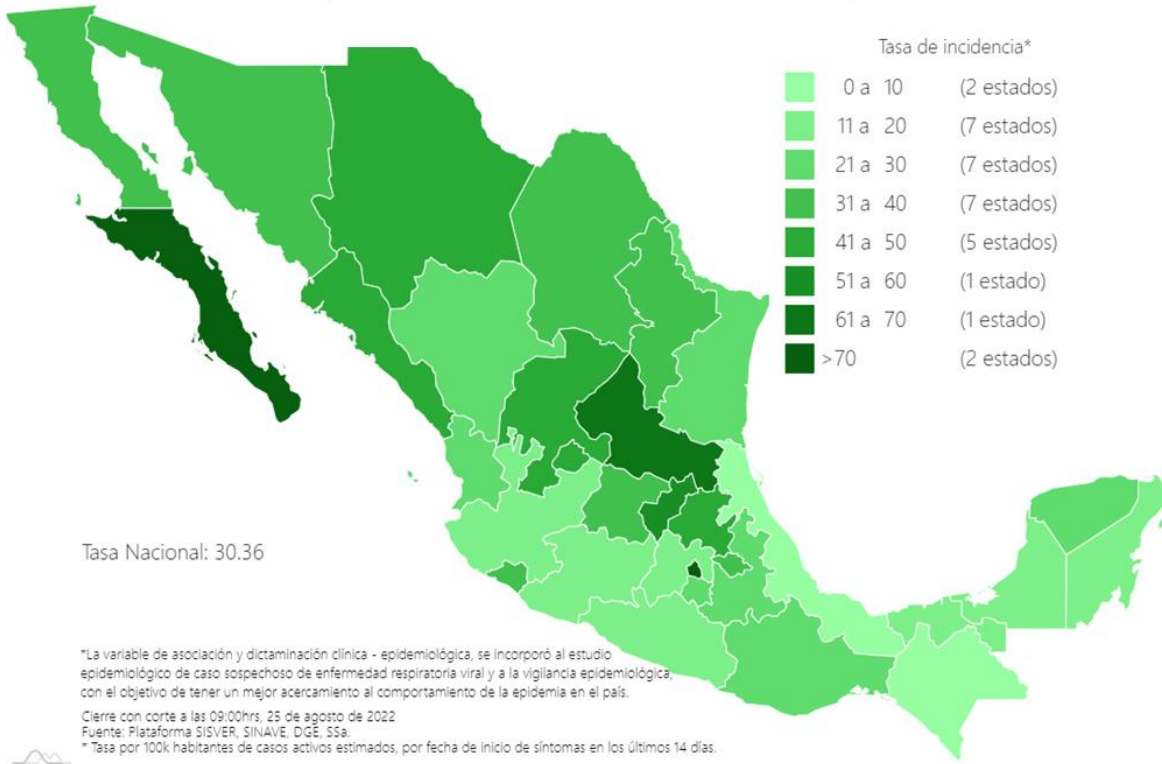 Tasa de incidencia*
0 a 10 (2 estados)
11 a 20 (7 estados)
21 a 30 (7 estados)
31 a 40 (7 estados)
41 a 50 (5 estados)
51 a 60 (1 estado)
61 a 70 (1 estado)
>70 (2 estados)
Tasa Nacional: 30.36
*La variable de asociación y dictaminación clínica - epidemiológica, se incorporó al estudio
epidemiológico de caso sospechoso de enfermedad respiratoria viral y a la vigilancia epidemiológica,
con el objetivo de tener un mejor acercamiento al comportamiento de la epidemia en el país.
Cierre con corte a las 09:00hrs, 25 de agosto de 2022
Fuente: Plataforma SISVER, SINAVE, DGE, SSa.
* Tasa por 100k habitantes de casos activos estimados, por fecha de inicio de síntomas en los últimos 14 días.